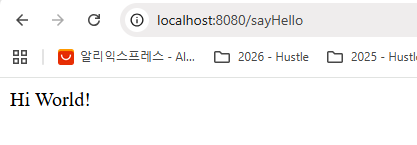 localhost:8080/sayHello
알리익스프레스 - Al... 2026 - Hustle 2025 - Hustl
Hi World!